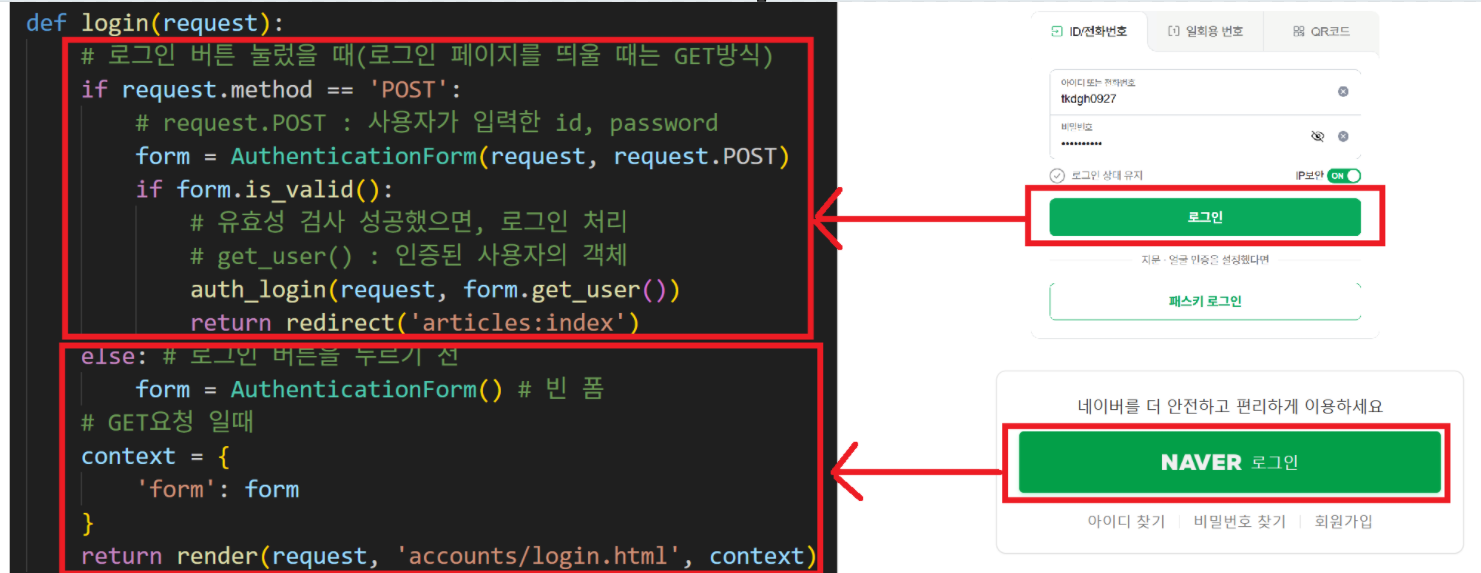 def login(request):
# 로그인 버튼 눌렀을 때(로그인 페이지를 띄울 때는 GET방식)
if request.method == 'POST':
# request.POST : 사용자가 입력한 id, password
form = AuthenticationForm(request, request.POST)
if form.is_valid():
# 유효성 검사 성공했으면, 로그인 처리
# get_user() : 인증된 사용자의 객체
auth_login(request, form.get_user())
return redirect('articles:index')
else: # 로그인 버튼을 누르기 전
form = AuthenticationForm() # 빈 폼
# GET요청 일때
context = {
'form': form
}
return render(request, 'accounts/login.html', context)
ID/전화번호
일회용 번호
QR코드
아이디 또는 전화번호
tkdgh0927
비밀번호
••••••••••
로그인 상태 유지
IP보안 ON
로그인
지문·얼굴 인증을 설정했다면
패스키 로그인
네이버를 더 안전하고 편리하게 이용하세요
NAVER 로그인
아이디 찾기 | 비밀번호 찾기 | 회원가입